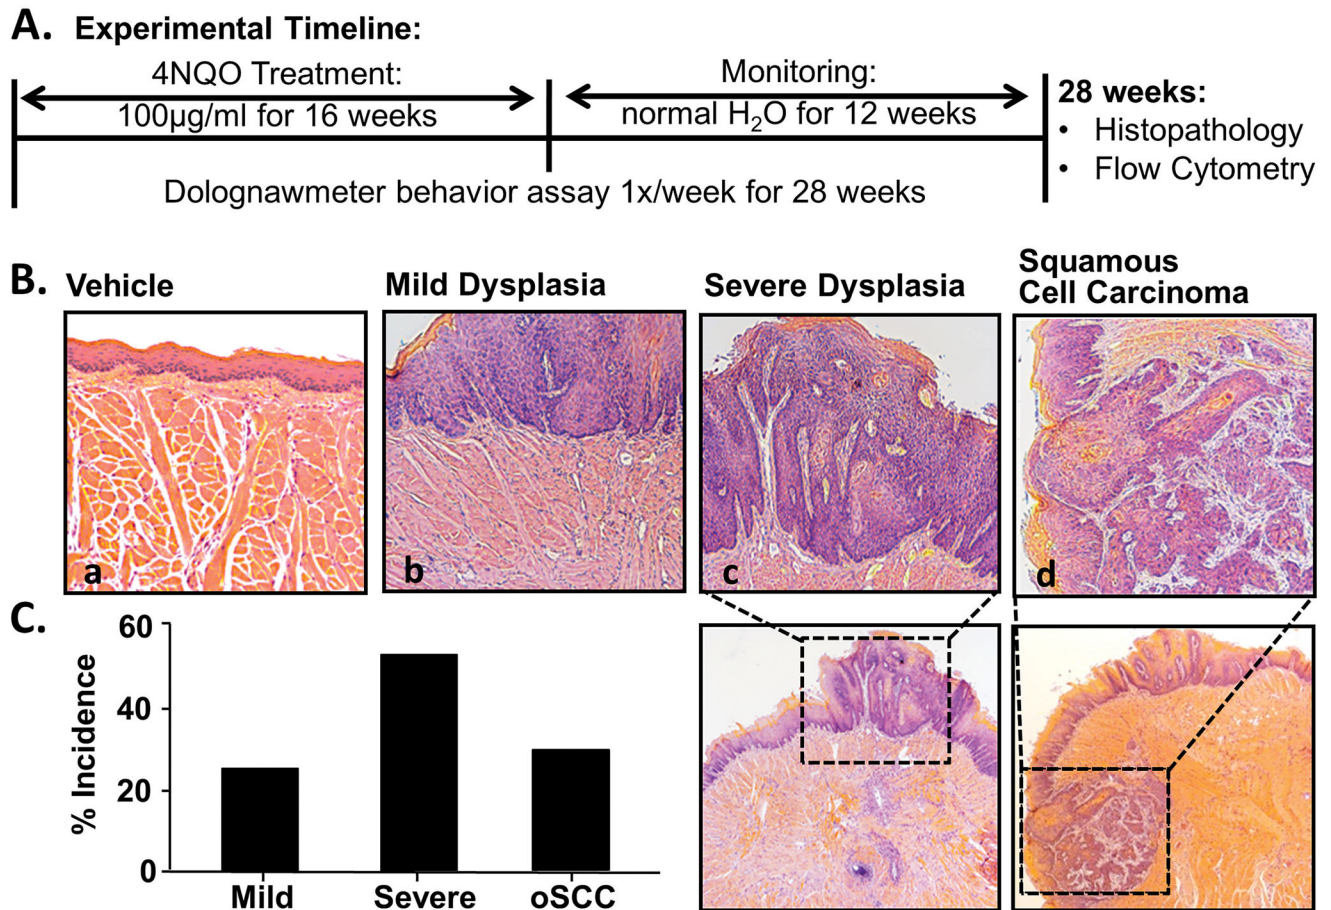 A. Experimental Timeline:
4NQO Treatment:
100µg/ml for 16 weeks
Monitoring:
normal H₂O for 12 weeks
Dolognawmeter behavior assay 1x/week for 28 weeks
28 weeks:
• Histopathology
• Flow Cytometry
B. Vehicle
Mild Dysplasia
Severe Dysplasia
Squamous
Cell Carcinoma
a
b
c
d
C.
% Incidence
60
40
20
0
Mild
Severe
oSCC